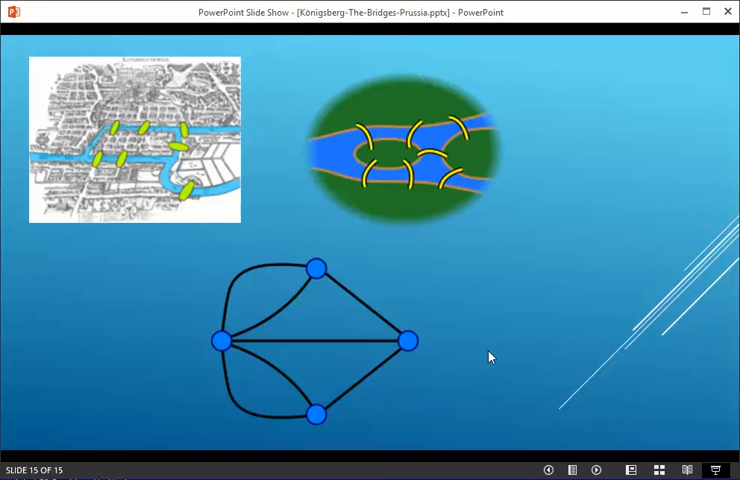 PowerPoint Slide Show - [Königsberg-The-Bridges-Prussia.pptx] - PowerPoint
SLIDE 15 OF 15